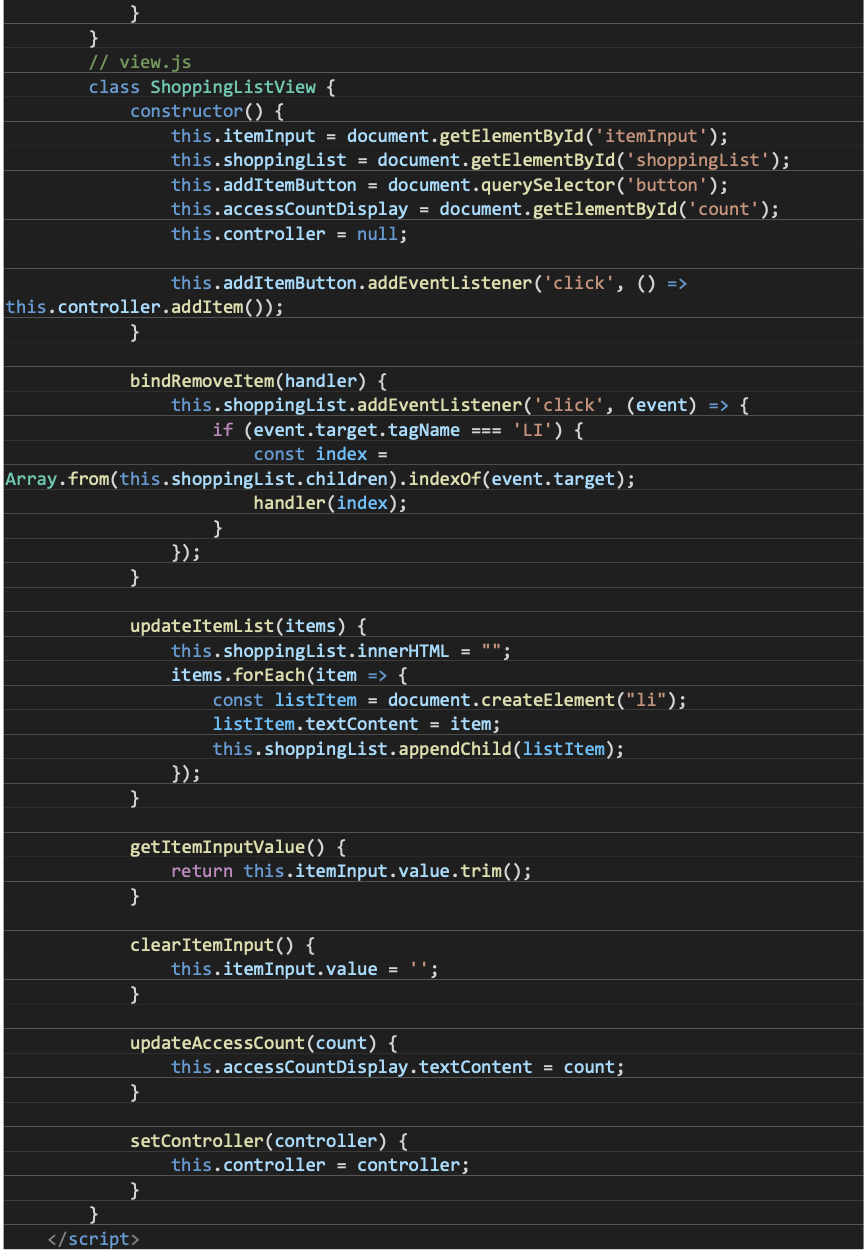 }
        }
        // view.js
        class ShoppingListView {
            constructor() {
                this.itemInput = document.getElementById('itemInput');
                this.shoppingList = document.getElementById('shoppingList');
                this.addItemButton = document.querySelector('button');
                this.accessCountDisplay = document.getElementById('count');
                this.controller = null;

                this.addItemButton.addEventListener('click', () =>
this.controller.addItem());
            }

            bindRemoveItem(handler) {
                this.shoppingList.addEventListener('click', (event) => {
                    if (event.target.tagName === 'LI') {
                        const index =
Array.from(this.shoppingList.children).indexOf(event.target);
                        handler(index);
                    }
                });
            }

            updateItemList(items) {
                this.shoppingList.innerHTML = "";
                items.forEach(item => {
                    const listItem = document.createElement("li");
                    listItem.textContent = item;
                    this.shoppingList.appendChild(listItem);
                });
            }

            getItemInputValue() {
                return this.itemInput.value.trim();
            }

            clearItemInput() {
                this.itemInput.value = '';
            }

            updateAccessCount(count) {
                this.accessCountDisplay.textContent = count;
            }

            setController(controller) {
                this.controller = controller;
            }
        }
    </script>